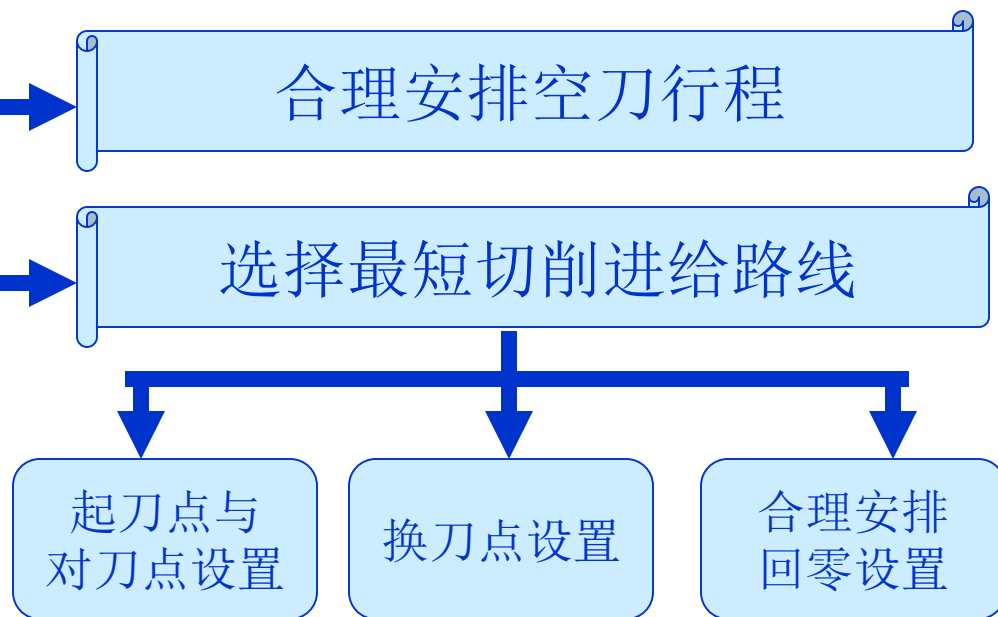 合理安排空刀行程
选择最短切削进给路线
起刀点与
对刀点设置
换刀点设置
合理安排
回零设置